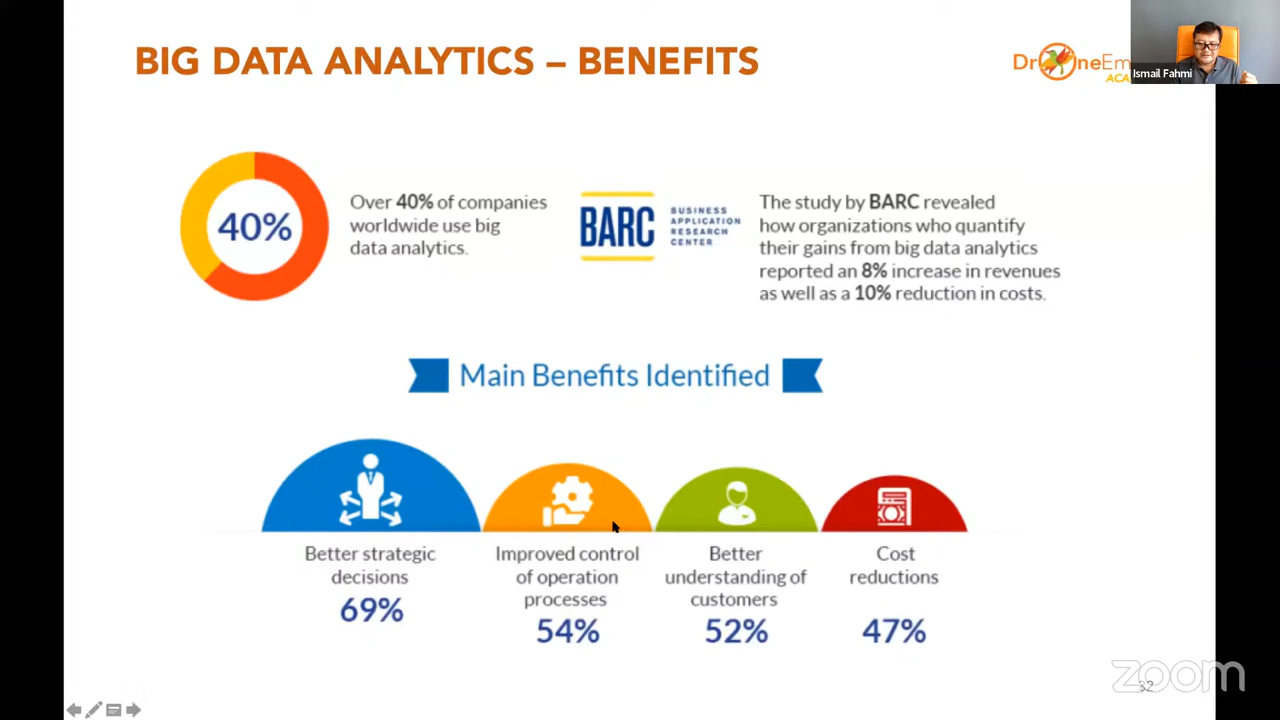 BIG DATA ANALYTICS – BENEFITS
DroneEm
ACA
Ismail Fahmi
40%
Over 40% of companies
worldwide use big
data analytics.
BARC
BUSINESS
APPLICATION
RESEARCH
CENTER
The study by BARC revealed
how organizations who quantify
their gains from big data analytics
reported an 8% increase in revenues
as well as a 10% reduction in costs.
Main Benefits Identified
Better strategic
decisions
69%
Improved control
of operation
processes
54%
Better
understanding of
customers
52%
Cost
reductions
47%
zoom
32